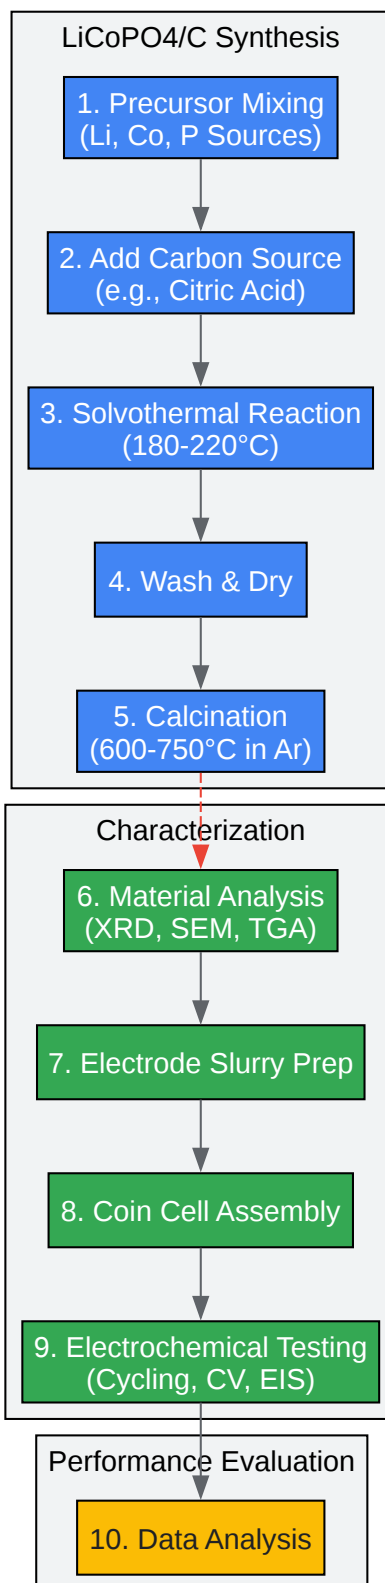 LiCoPO4/C Synthesis
1. Precursor Mixing
(Li, Co, P Sources)
2. Add Carbon Source
(e.g., Citric Acid)
3. Solvothermal Reaction
(180-220°C)
4. Wash & Dry
5. Calcination
(600-750°C in Ar)
Characterization
6. Material Analysis
(XRD, SEM, TGA)
7. Electrode Slurry Prep
8. Coin Cell Assembly
9. Electrochemical Testing
(Cycling, CV, EIS)
Performance Evaluation
10. Data Analysis